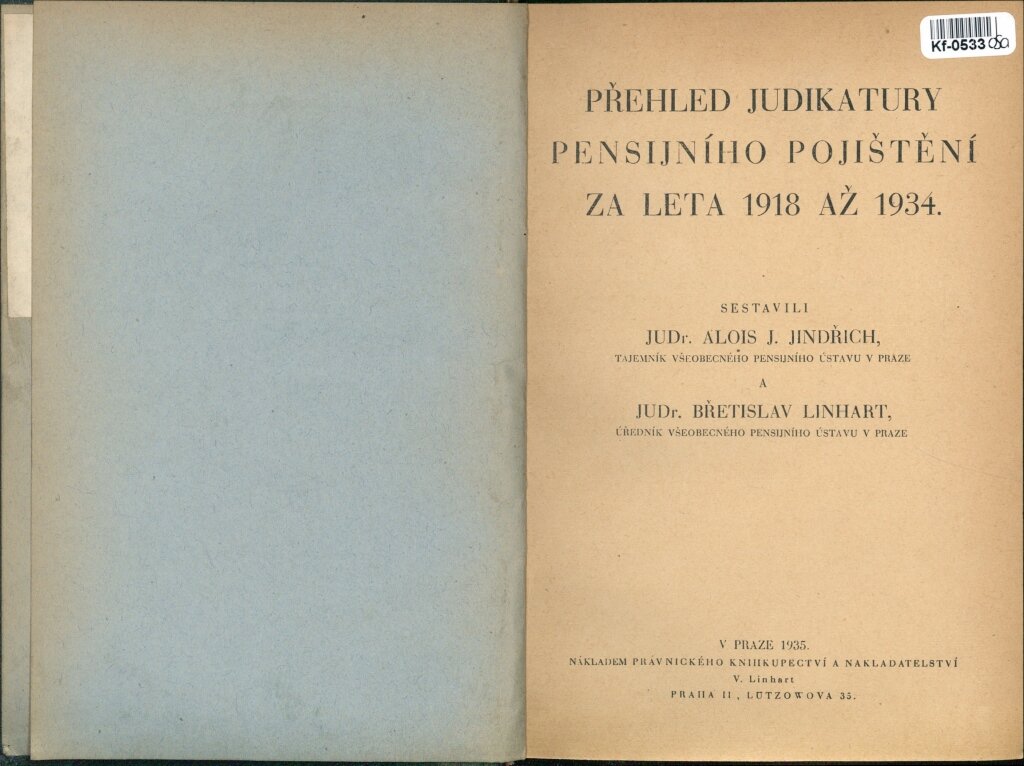 Kf-0533
PŘEHLED JUDIKATURY
PENSIJNÍHO POJIŠTĚNÍ
ZA LETA 1918 AŽ 1934.
SESTAVILI
JUDr. ALOIS J. JINDŘICH,
TAJEMNÍK VŠEOBECNÉHO PENSIJNÍHO ÚSTAVU V PRAZE
A
JUDr. BŘETISLAV LINHART,
ÚŘEDNÍK VŠEOBECNÉHO PENSIJNÍHO ÚSTAVU V PRAZE
V PRAZE 1935.
NÁKLADEM PRÁVNICKÉHO KNIHKUPECTVÍ A NAKLADATELSTVÍ
V. Linhart
PRAHA II, LÜTZOWOVA 35.